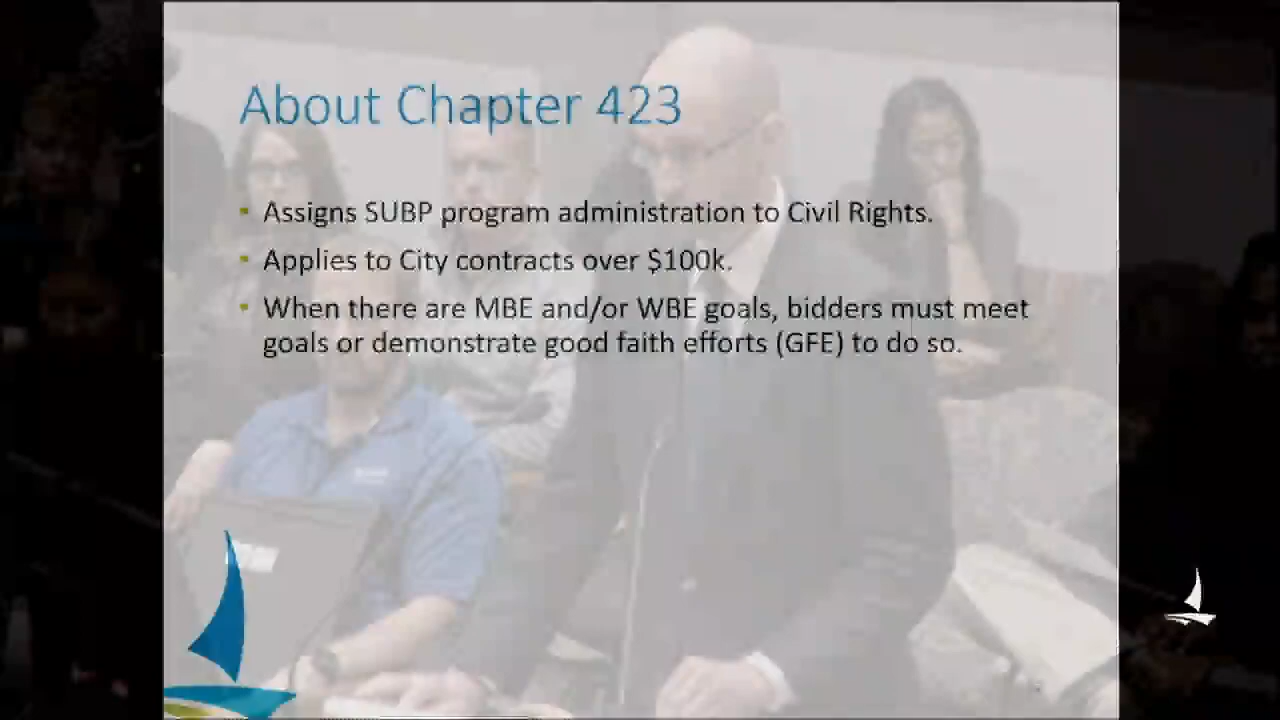 About Chapter 423
Assigns SUBP program administration to Civil Rights.
Applies to City contracts over $100k.
When there are MBE and/or WBE goals, bidders must meet
goals or demonstrate good faith efforts (GFE) to do so.